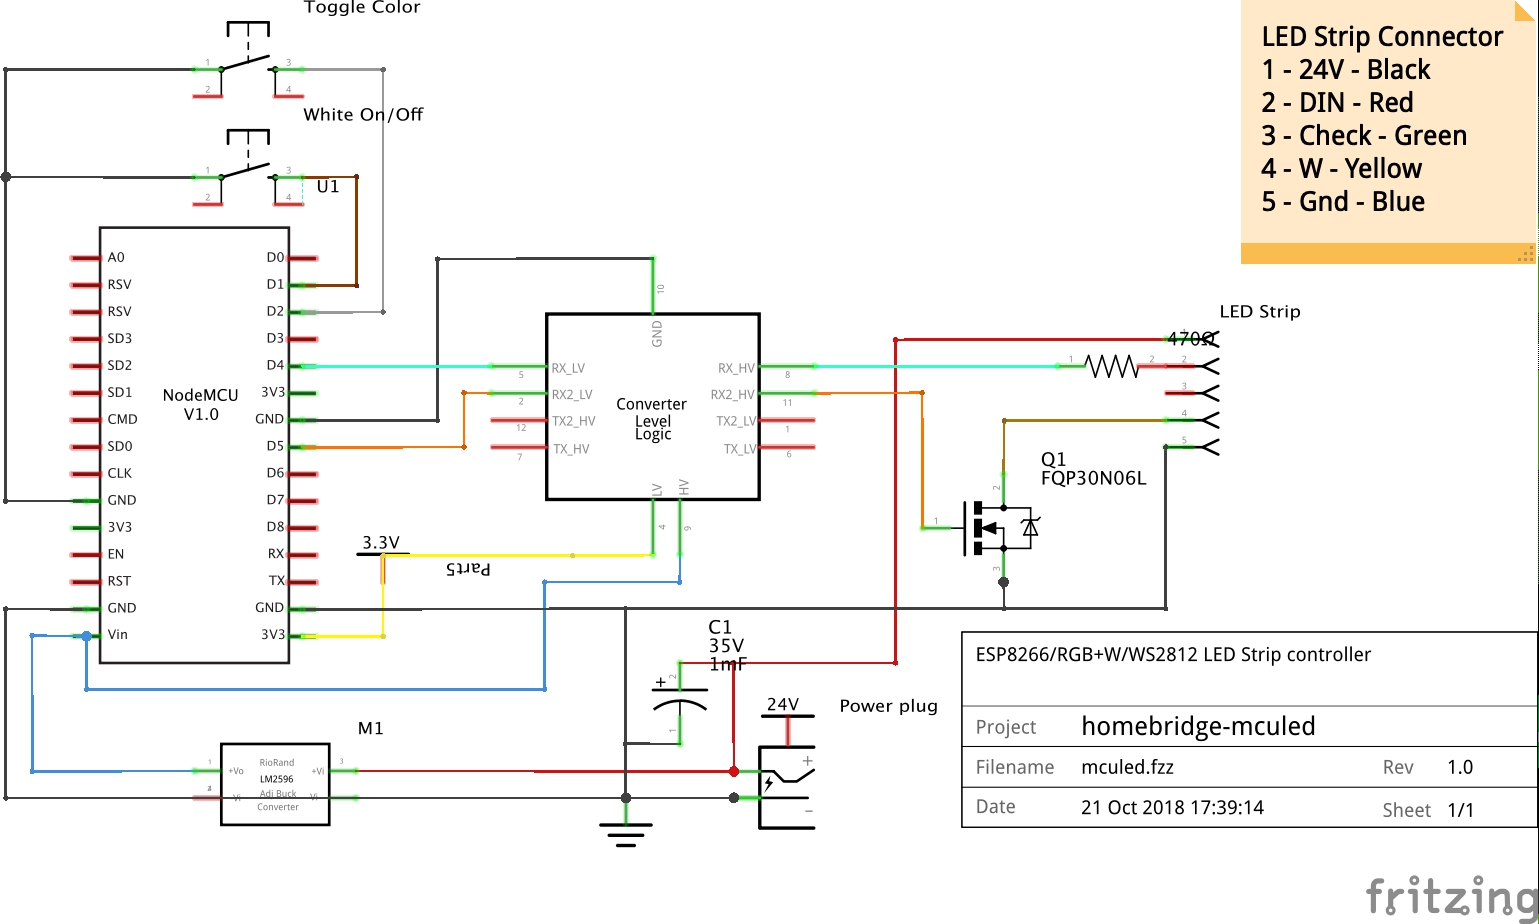 Toggle Color
1
3
2
4
White On/Off
1
3
2
4
U1
LED Strip Connector
1 - 24V - Black
2 - DIN - Red
3 - Check - Green
4 - W - Yellow
5 - Gnd - Blue
A0
RSV
RSV
SD3
SD2
SD1
CMD
SD0
CLK
GND
3V3
EN
RST
GND
Vin
NodeMCU
V1.0
D0
D1
D2
D3
D4
3V3
GND
D5
D6
D7
D8
RX
TX
GND
3V3
10
GND
5
RX_LV
2
RX2_LV
12
TX2_HV
7
TX_HV
Converter
Level
Logic
RX_HV
8
RX2_HV
11
TX2_LV
1
TX_LV
6
LV
HV
4
9
3.3V
Part5
LED Strip
1
470Ω
1
2
2
3
4
5
Q1
FQP30N06L
2
1
3
C1
35V
1mF
+
2
1
24V
Power plug
+
−
M1
1
+Vo
RioRand
LM2596
Adj Buck
Converter
+Vi
3
Vi
Vi
ESP8266/RGB+W/WS2812 LED Strip controller
Project homebridge-mculed
Filename mculed.fzz Rev 1.0
Date 21 Oct 2018 17:39:14 Sheet 1/1
fritzing